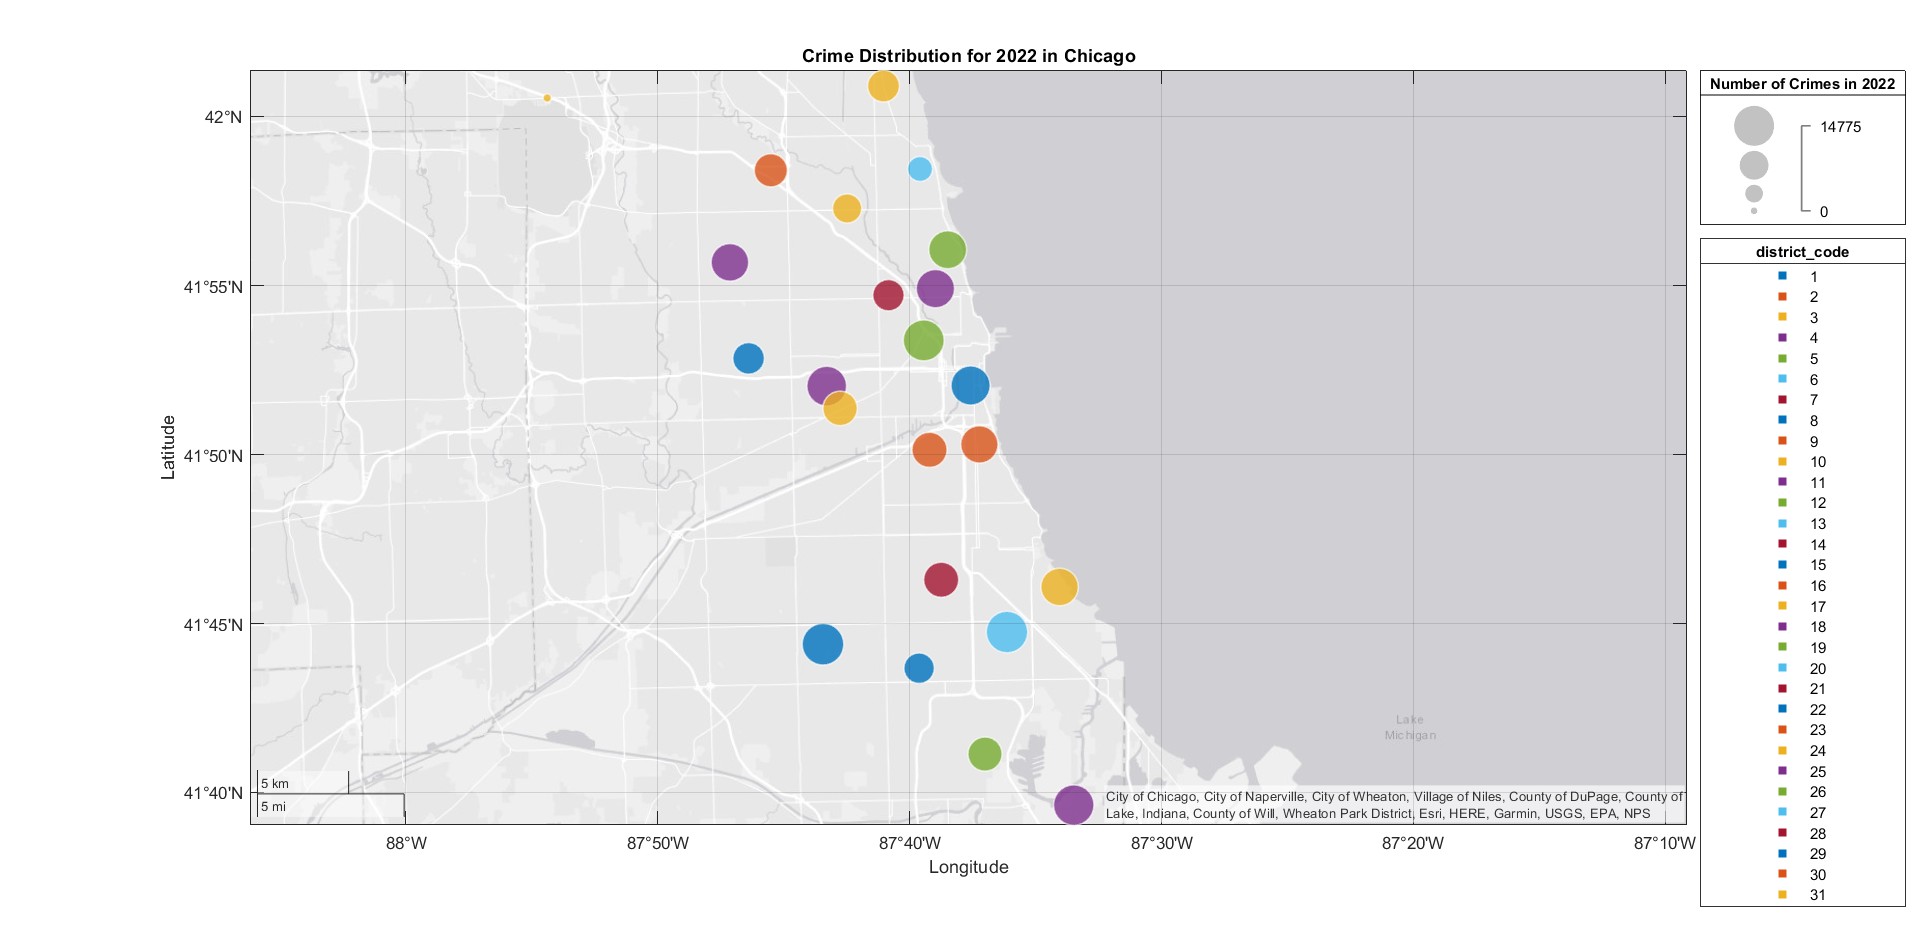 Crime Distribution for 2022 in Chicago
42°N
41°55'N
41°50'N
41°45'N
41°40'N
Latitude
88°W
87°50'W
87°40'W
87°30'W
87°20'W
87°10'W
Longitude
5 km
5 mi
Lake
Michigan
City of Chicago, City of Naperville, City of Wheaton, Village of Niles, County of DuPage, County of
Lake, Indiana, County of Will, Wheaton Park District, Esri, HERE, Garmin, USGS, EPA, NPS
Number of Crimes in 2022
14775
0
district_code
1
2
3
4
5
6
7
8
9
10
11
12
13
14
15
16
17
18
19
20
21
22
23
24
25
26
27
28
29
30
31